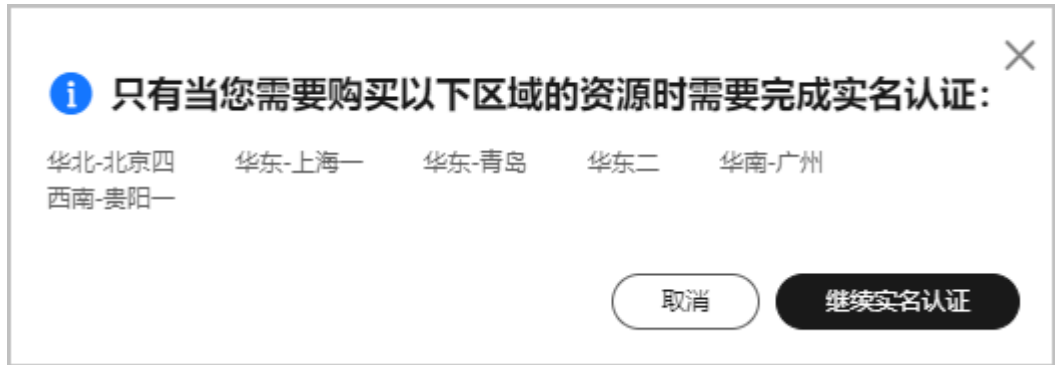 只有当您需要购买以下区域的资源时需要完成实名认证：
华北-北京四 华东-上海一 华东-青岛 华东二 华南-广州
西南-贵阳一
取消 继续实名认证